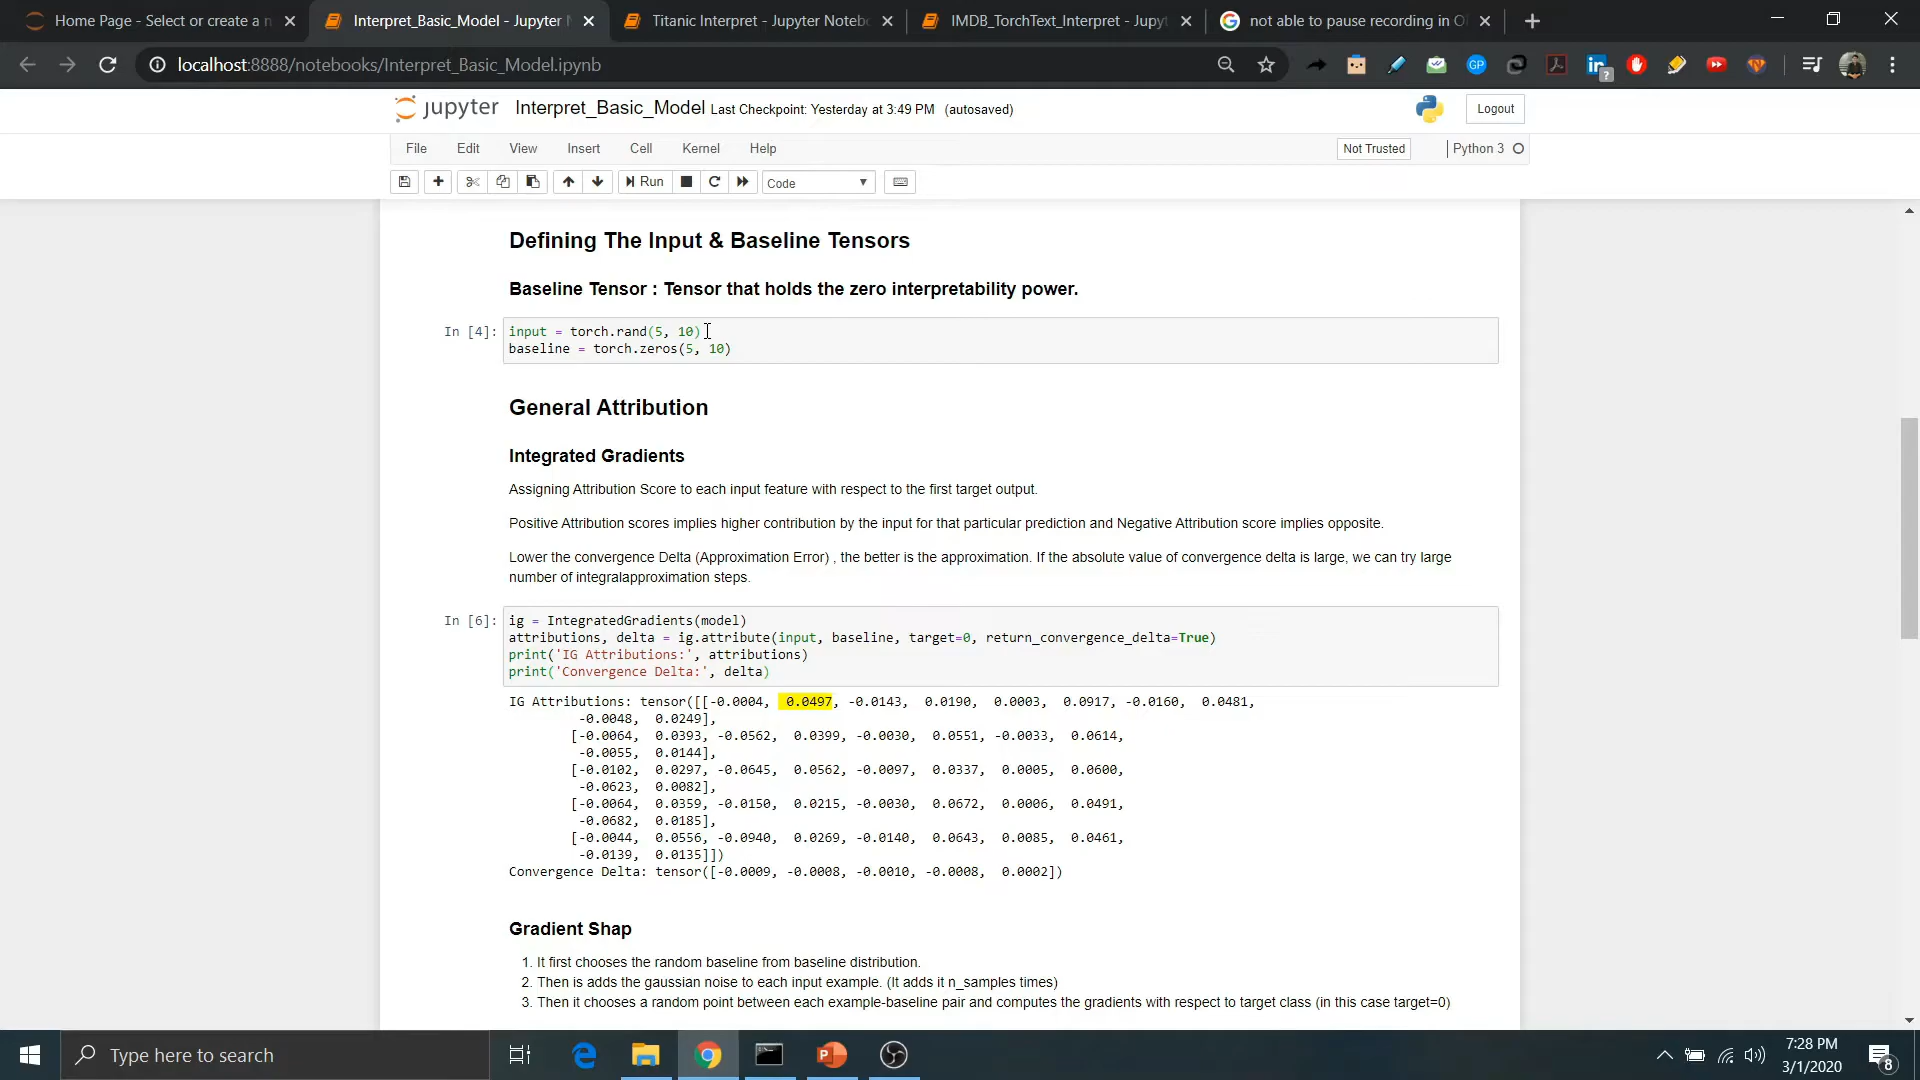 Home Page - Select or create a n
Interpret_Basic_Model - Jupyter
Titanic Interpret - Jupyter Noteb
IMDB_TorchText_Interpret - Jupy
not able to pause recording in O
localhost:8888/notebooks/Interpret_Basic_Model.ipynb
GP
in
?
jupyter Interpret_Basic_Model Last Checkpoint: Yesterday at 3:49 PM (autosaved)
Logout
File Edit View Insert Cell Kernel Help
Not Trusted
Python 3
Run
Code
Defining The Input & Baseline Tensors
Baseline Tensor : Tensor that holds the zero interpretability power.
In [4]: input = torch.rand(5, 10)
baseline = torch.zeros(5, 10)
General Attribution
Integrated Gradients
Assigning Attribution Score to each input feature with respect to the first target output.
Positive Attribution scores implies higher contribution by the input for that particular prediction and Negative Attribution score implies opposite.
Lower the convergence Delta (Approximation Error) , the better is the approximation. If the absolute value of convergence delta is large, we can try large
number of integralapproximation steps.
In [6]: ig = IntegratedGradients(model)
attributions, delta = ig.attribute(input, baseline, target=0, return_convergence_delta=True)
print('IG Attributions:', attributions)
print('Convergence Delta:', delta)
IG Attributions: tensor([[-0.0004, 0.0497, -0.0143, 0.0190, 0.0003, 0.0917, -0.0160, 0.0481,
-0.0048, 0.0249],
[-0.0064, 0.0393, -0.0562, 0.0399, -0.0030, 0.0551, -0.0033, 0.0614,
-0.0055, 0.0144],
[-0.0102, 0.0297, -0.0645, 0.0562, -0.0097, 0.0337, 0.0005, 0.0600,
-0.0623, 0.0082],
[-0.0064, 0.0359, -0.0150, 0.0215, -0.0030, 0.0672, 0.0006, 0.0491,
-0.0682, 0.0185],
[-0.0044, 0.0556, -0.0940, 0.0269, -0.0140, 0.0643, 0.0085, 0.0461,
-0.0139, 0.0135]])
Convergence Delta: tensor([-0.0009, -0.0008, -0.0010, -0.0008, 0.0002])
Gradient Shap
1. It first chooses the random baseline from baseline distribution.
2. Then is adds the gaussian noise to each input example. (It adds it n_samples times)
3. Then it chooses a random point between each example-baseline pair and computes the gradients with respect to target class (in this case target=0)
Type here to search
7:28 PM
3/1/2020
8